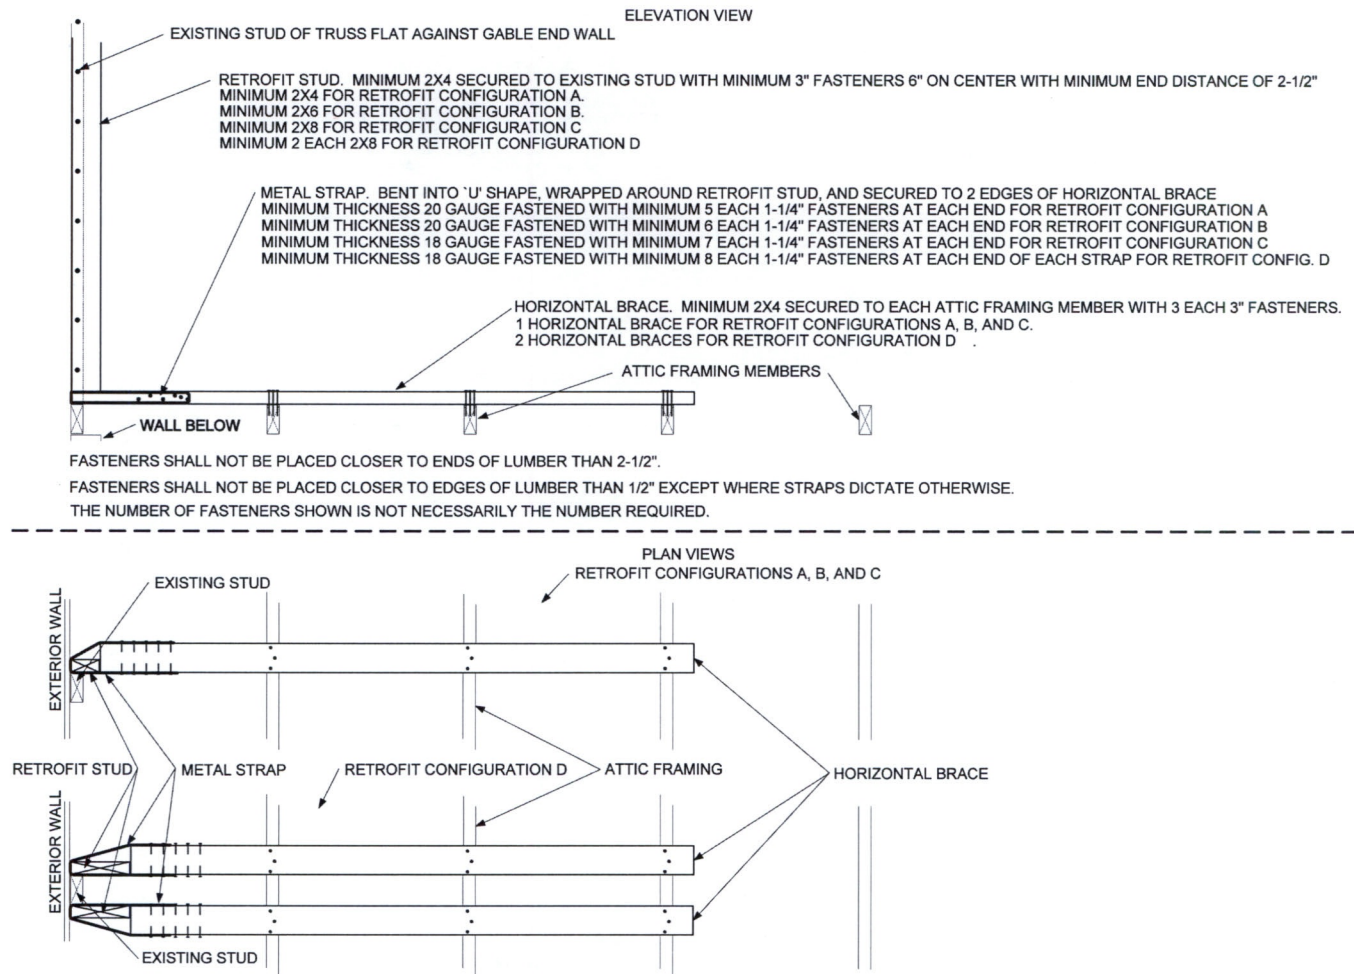 ELEVATION VIEW
EXISTING STUD OF TRUSS FLAT AGAINST GABLE END WALL
RETROFIT STUD. MINIMUM 2X4 SECURED TO EXISTING STUD WITH MINIMUM 3" FASTENERS 6" ON CENTER WITH MINIMUM END DISTANCE OF 2-1/2"
MINIMUM 2X4 FOR RETROFIT CONFIGURATION A.
MINIMUM 2X6 FOR RETROFIT CONFIGURATION B.
MINIMUM 2X8 FOR RETROFIT CONFIGURATION C
MINIMUM 2 EACH 2X8 FOR RETROFIT CONFIGURATION D
METAL STRAP. BENT INTO `U' SHAPE, WRAPPED AROUND RETROFIT STUD, AND SECURED TO 2 EDGES OF HORIZONTAL BRACE
MINIMUM THICKNESS 20 GAUGE FASTENED WITH MINIMUM 5 EACH 1-1/4" FASTENERS AT EACH END FOR RETROFIT CONFIGURATION A
MINIMUM THICKNESS 20 GAUGE FASTENED WITH MINIMUM 6 EACH 1-1/4" FASTENERS AT EACH END FOR RETROFIT CONFIGURATION B
MINIMUM THICKNESS 18 GAUGE FASTENED WITH MINIMUM 7 EACH 1-1/4" FASTENERS AT EACH END FOR RETROFIT CONFIGURATION C
MINIMUM THICKNESS 18 GAUGE FASTENED WITH MINIMUM 8 EACH 1-1/4" FASTENERS AT EACH END OF EACH STRAP FOR RETROFIT CONFIG. D
HORIZONTAL BRACE. MINIMUM 2X4 SECURED TO EACH ATTIC FRAMING MEMBER WITH 3 EACH 3" FASTENERS.
1 HORIZONTAL BRACE FOR RETROFIT CONFIGURATIONS A, B, AND C.
2 HORIZONTAL BRACES FOR RETROFIT CONFIGURATION D .
ATTIC FRAMING MEMBERS
WALL BELOW
FASTENERS SHALL NOT BE PLACED CLOSER TO ENDS OF LUMBER THAN 2-1/2".
FASTENERS SHALL NOT BE PLACED CLOSER TO EDGES OF LUMBER THAN 1/2" EXCEPT WHERE STRAPS DICTATE OTHERWISE.
THE NUMBER OF FASTENERS SHOWN IS NOT NECESSARILY THE NUMBER REQUIRED.
PLAN VIEWS
RETROFIT CONFIGURATIONS A, B, AND C
EXISTING STUD
EXTERIOR WALL
RETROFIT STUD
METAL STRAP
RETROFIT CONFIGURATION D
ATTIC FRAMING
HORIZONTAL BRACE
EXTERIOR WALL
EXISTING STUD